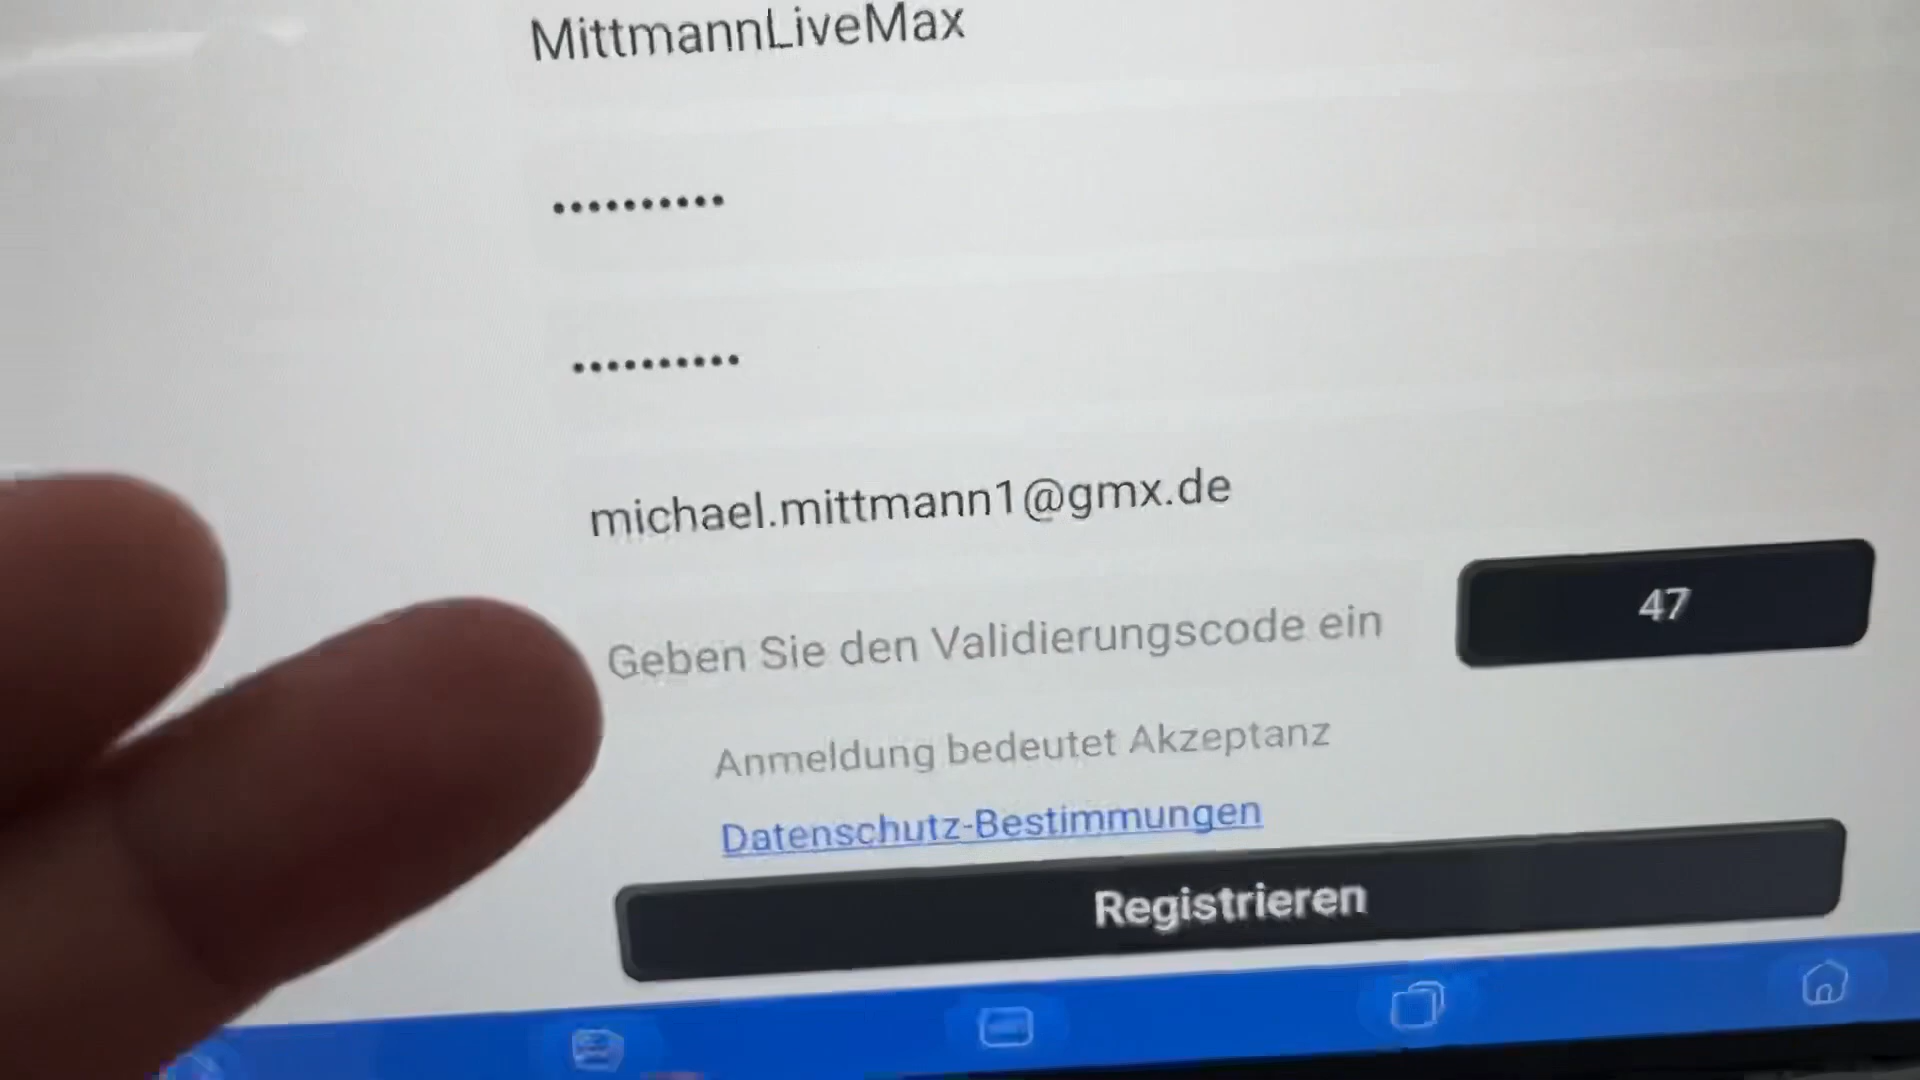 MittmannLiveMax
••••••••••
••••••••••
michael.mittmann1@gmx.de
Geben Sie den Validierungscode ein
47
Anmeldung bedeutet Akzeptanz
Datenschutz-Bestimmungen
Registrieren